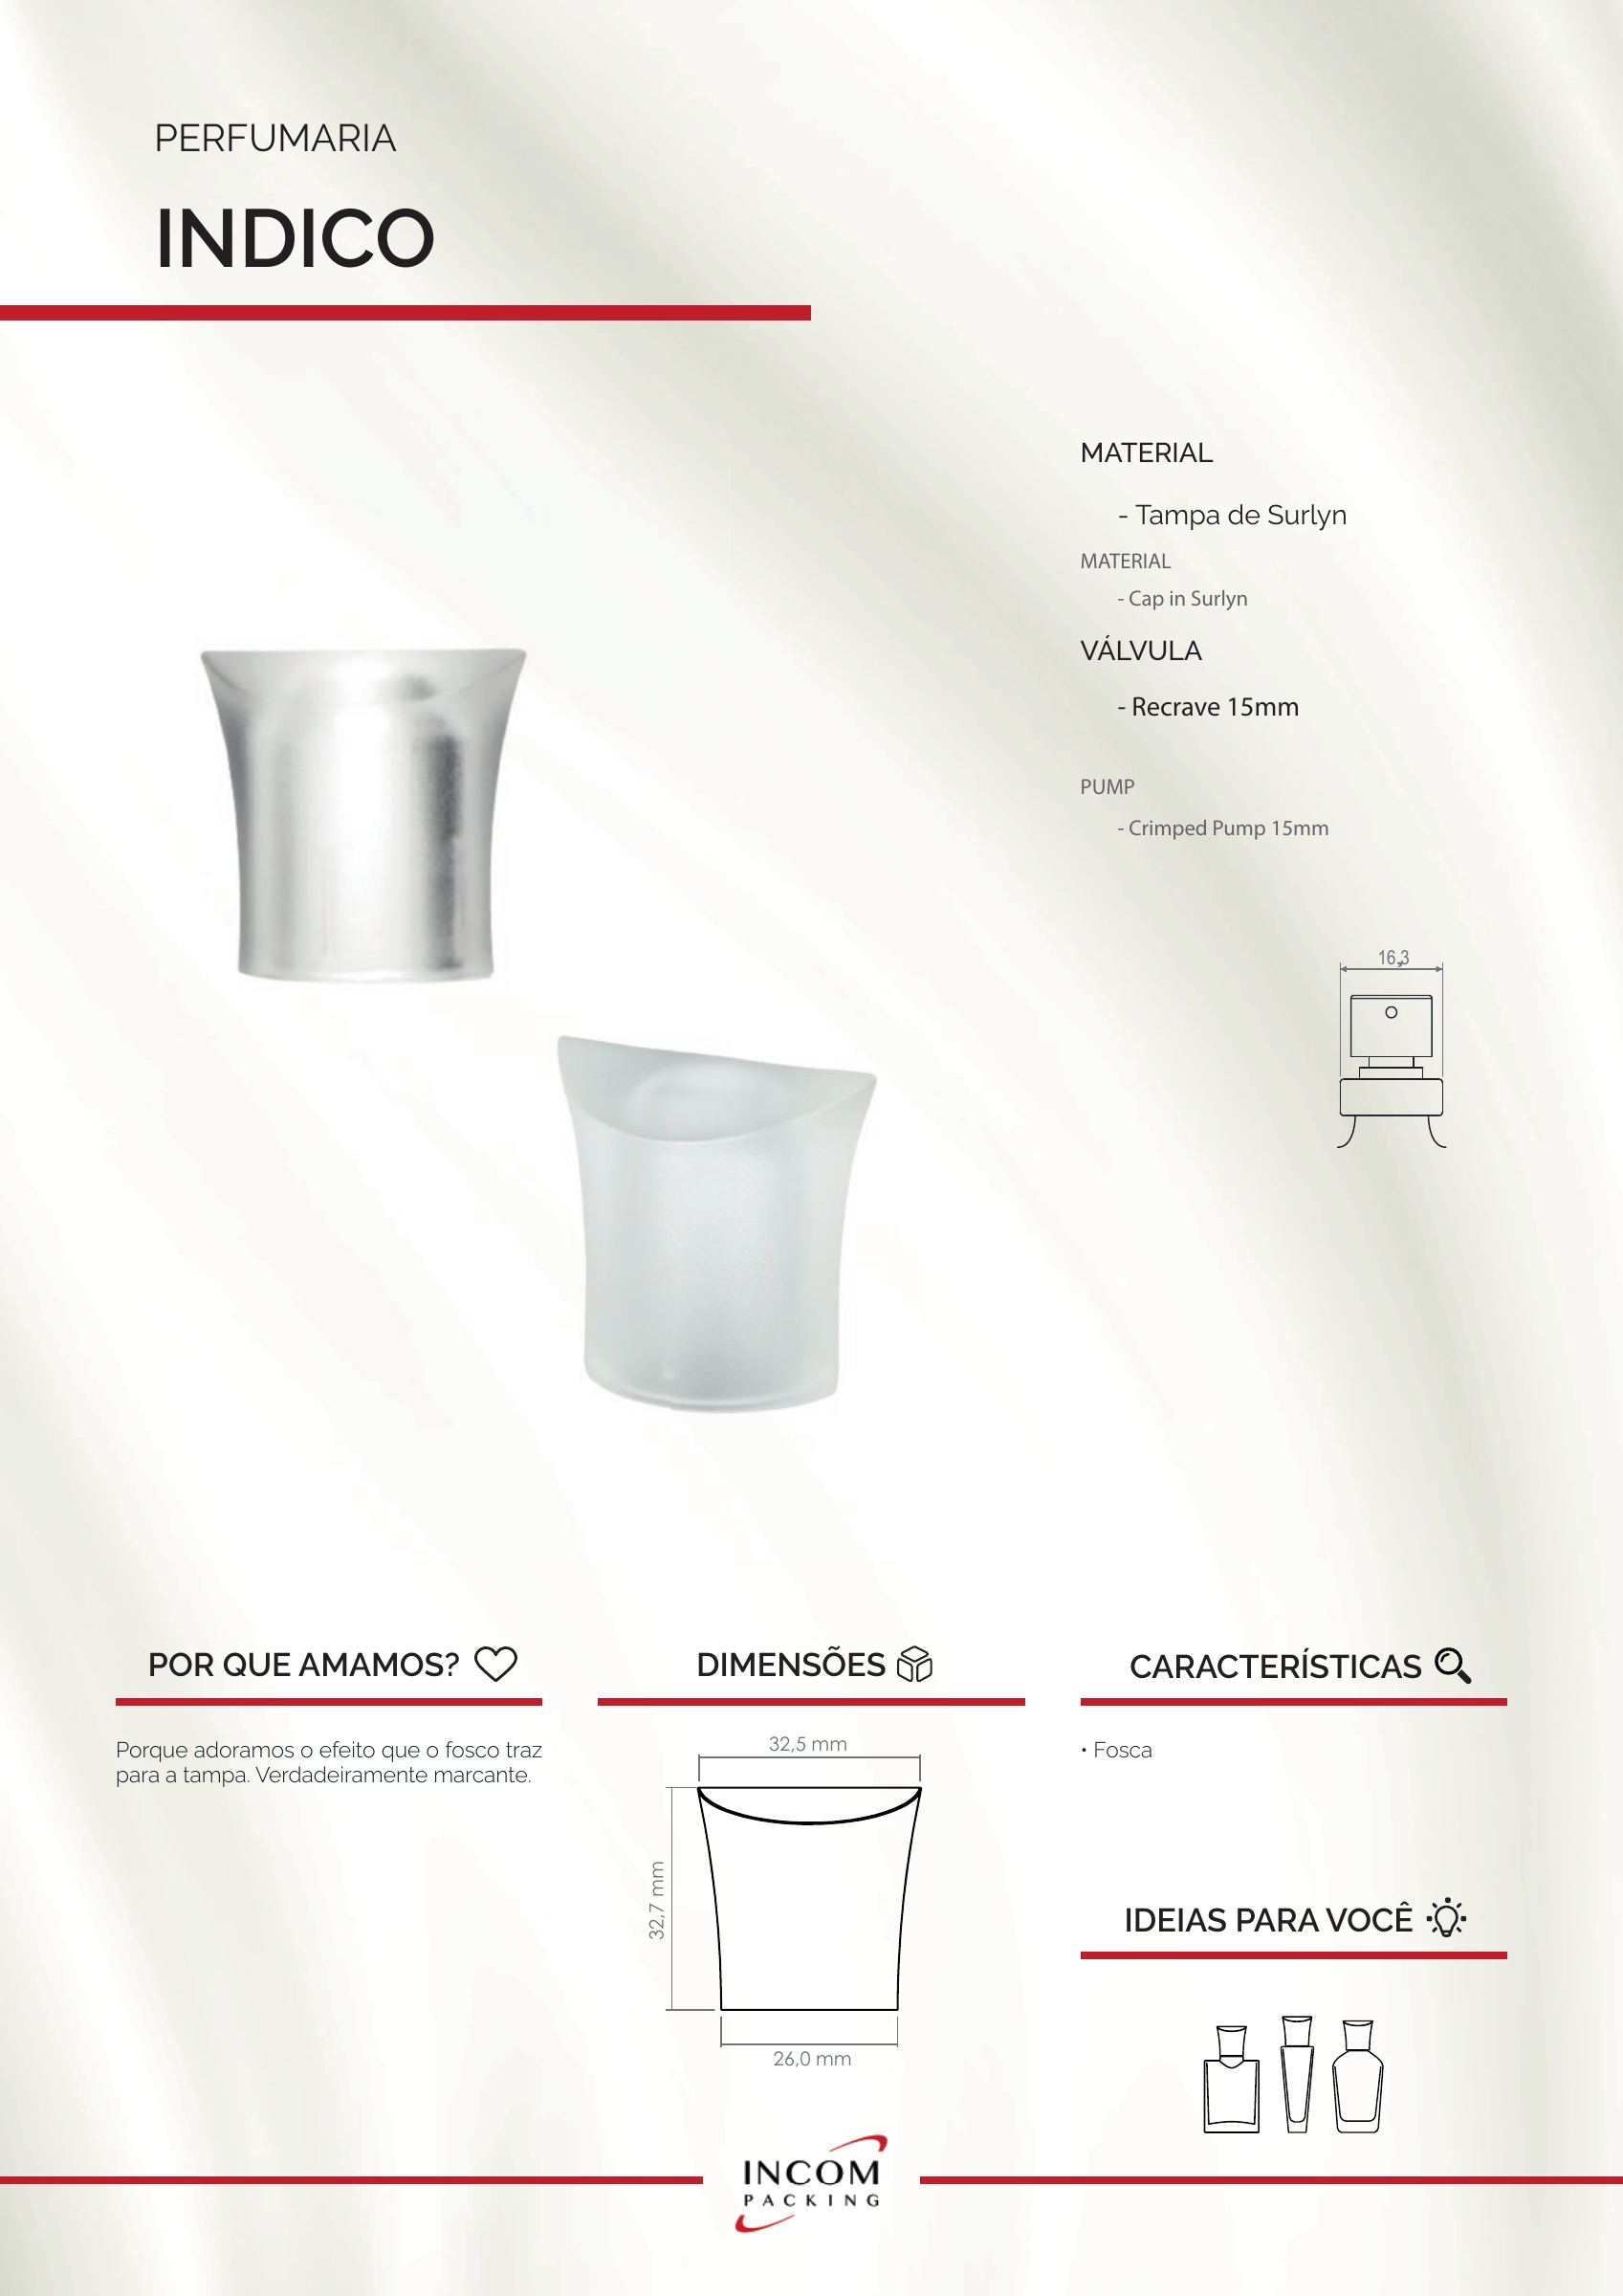 PERFUMARIA
INDICO
MATERIAL
- Tampa de Surlyn
MATERIAL
- Cap in Surlyn
VÁLVULA
- Recrave 15mm
PUMP
- Crimped Pump 15mm
16,3
POR QUE AMAMOS?
Porque adoramos o efeito que o fosco traz
para a tampa. Verdadeiramente marcante.
DIMENSÕES
32,5 mm
32,7 mm
26,0 mm
CARACTERÍSTICAS
• Fosca
IDEIAS PARA VOCÊ
INCOM
PACKING